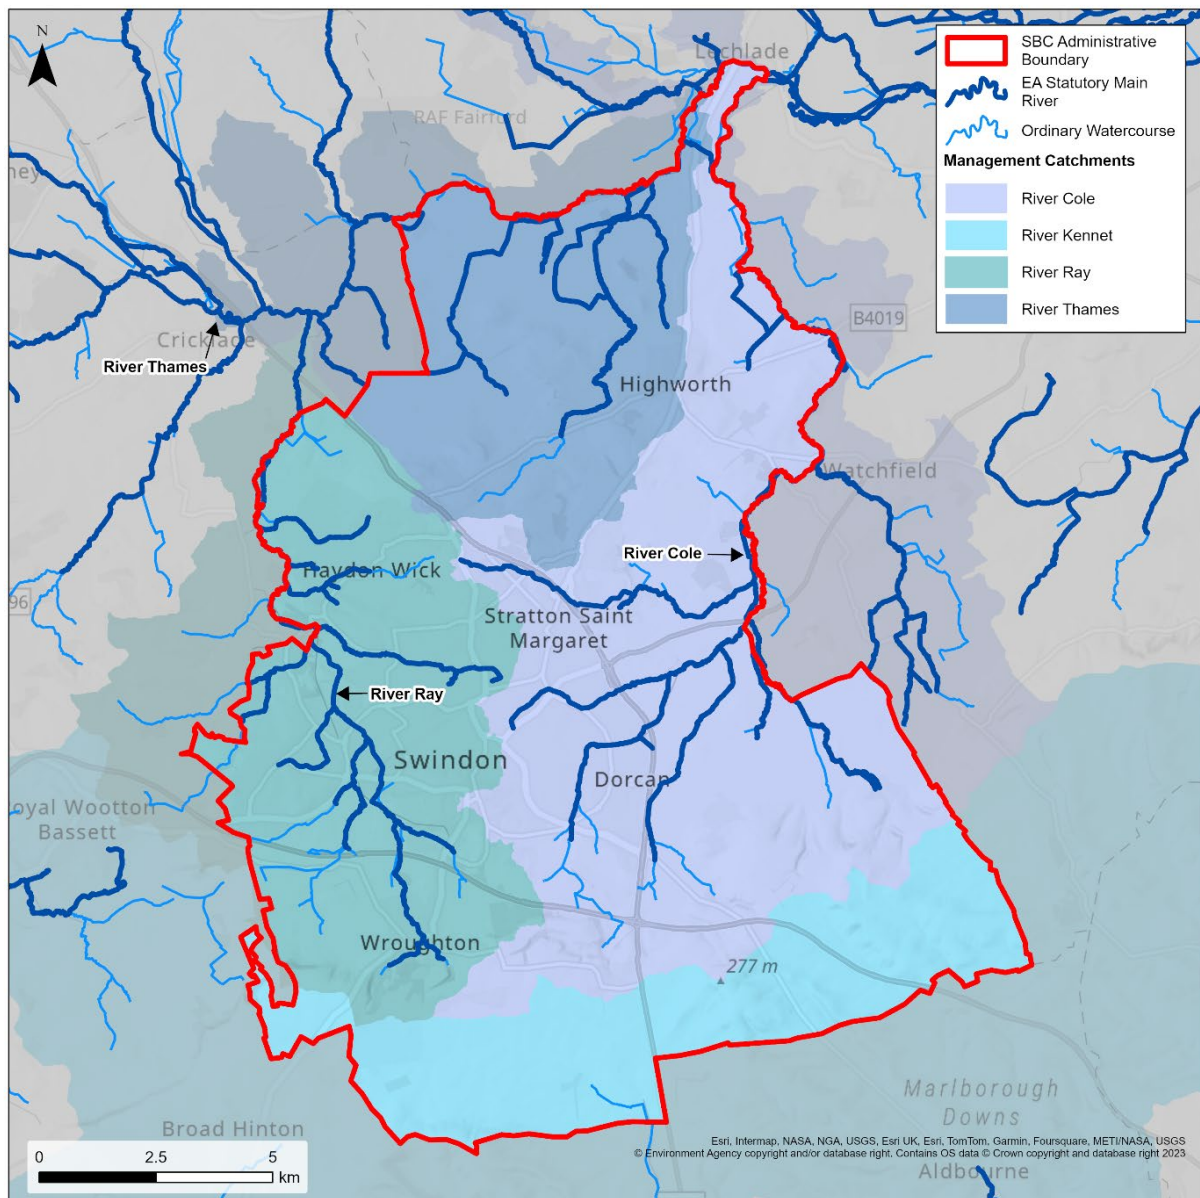 N
Lechlade
RAF Fairford
ney
Cricklade
River Thames
B4019
Highworth
Watchfield
Haydon Wick
River Cole
96
Stratton Saint
Margaret
River Ray
Swindon
Dorcan
Royal Wootton
Bassett
Wroughton
277 m
Marlborough
Downs
Broad Hinton
Aldbourne
SBC Administrative
Boundary
EA Statutory Main
River
Ordinary Watercourse
Management Catchments
River Cole
River Kennet
River Ray
River Thames
0 2.5 5
km
Esri, Intermap, NASA, NGA, USGS, Esri UK, Esri, TomTom, Garmin, Foursquare, METI/NASA, USGS
© Environment Agency copyright and/or database right. Contains OS data © Crown copyright and database right 2023